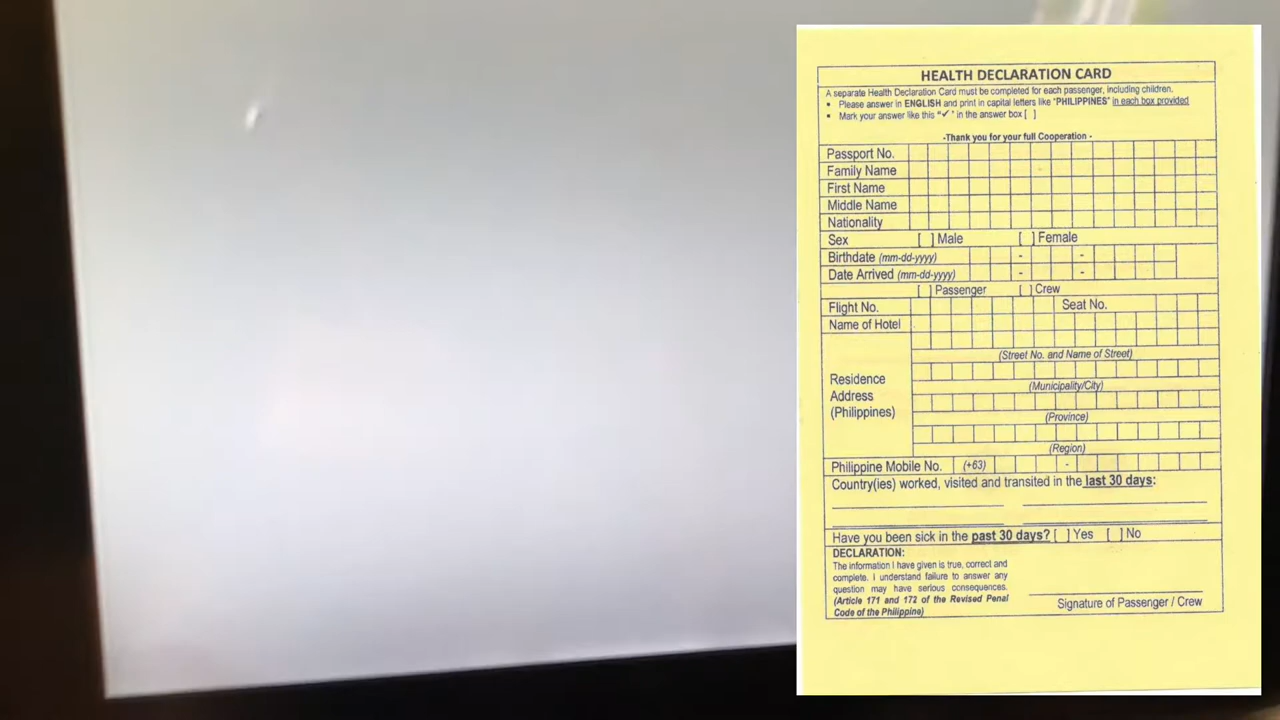 HEALTH DECLARATION CARD
A separate Health Declaration Card must be completed for each passenger, including children.
• Please answer in ENGLISH and print in capital letters like "PHILIPPINES" in each box provided
• Mark your answer like this "✓" in the answer box [ ]
-Thank you for your full Cooperation -
Passport No.
Family Name
First Name
Middle Name
Nationality
Sex [ ] Male [ ] Female
Birthdate (mm-dd-yyyy) - -
Date Arrived (mm-dd-yyyy) - -
[ ] Passenger [ ] Crew
Flight No. Seat No.
Name of Hotel
(Street No. and Name of Street)
Residence
Address
(Philippines)
(Municipality/City)
(Province)
(Region)
Philippine Mobile No. (+63) -
Country(ies) worked, visited and transited in the last 30 days:
Have you been sick in the past 30 days? [ ] Yes [ ] No
DECLARATION:
The information I have given is true, correct and
complete. I understand failure to answer any
question may have serious consequences.
(Article 171 and 172 of the Revised Penal
Code of the Philippine)
Signature of Passenger / Crew